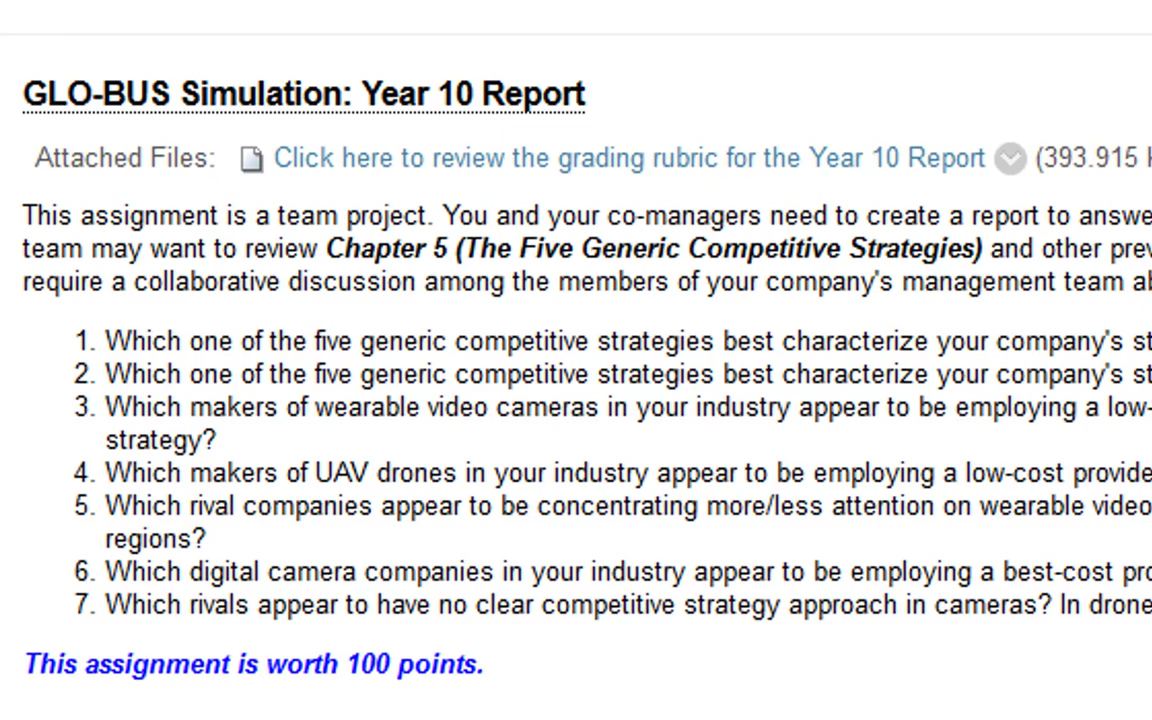 GLO-BUS Simulation: Year 10 Report
Attached Files: Click here to review the grading rubric for the Year 10 Report (393.915
This assignment is a team project. You and your co-managers need to create a report to answe
team may want to review Chapter 5 (The Five Generic Competitive Strategies) and other prev
require a collaborative discussion among the members of your company's management team ab
1. Which one of the five generic competitive strategies best characterize your company's st
2. Which one of the five generic competitive strategies best characterize your company's st
3. Which makers of wearable video cameras in your industry appear to be employing a low-
strategy?
4. Which makers of UAV drones in your industry appear to be employing a low-cost provide
5. Which rival companies appear to be concentrating more/less attention on wearable video
regions?
6. Which digital camera companies in your industry appear to be employing a best-cost pro
7. Which rivals appear to have no clear competitive strategy approach in cameras? In drone
This assignment is worth 100 points.